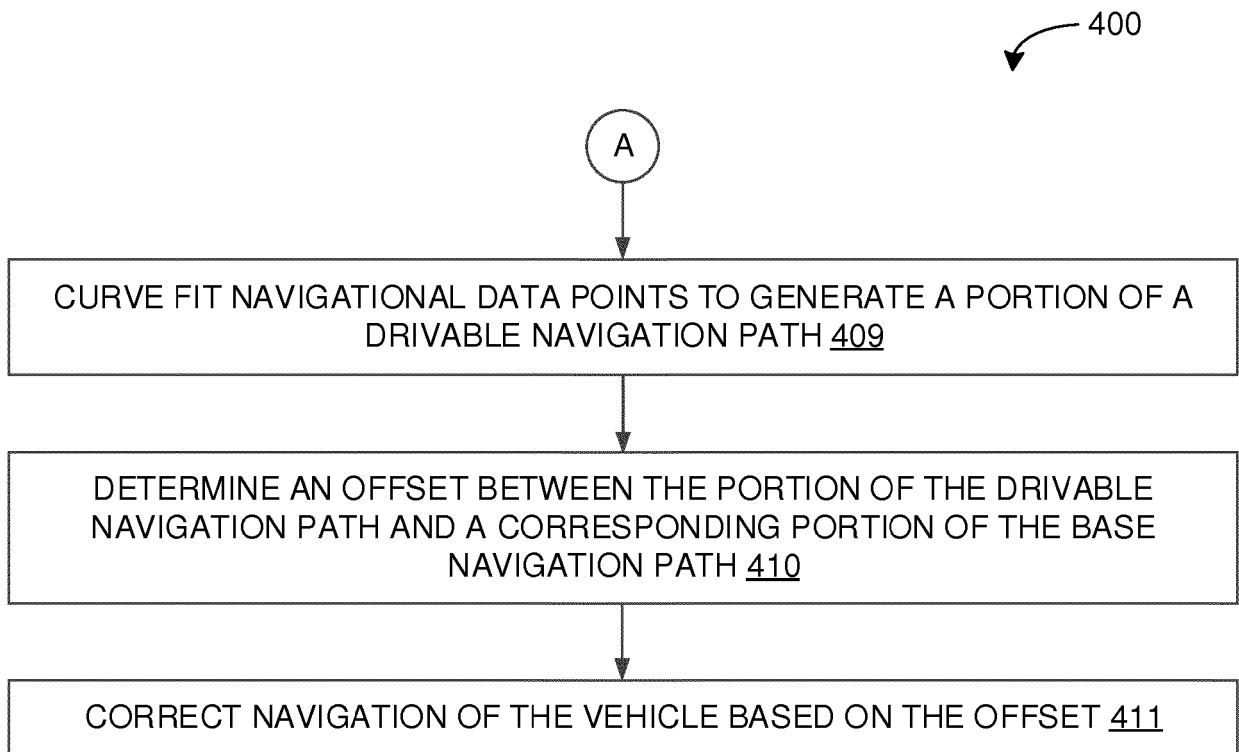 400
A
CURVE FIT NAVIGATIONAL DATA POINTS TO GENERATE A PORTION OF A
DRIVABLE NAVIGATION PATH 409
DETERMINE AN OFFSET BETWEEN THE PORTION OF THE DRIVABLE
NAVIGATION PATH AND A CORRESPONDING PORTION OF THE BASE
NAVIGATION PATH 410
CORRECT NAVIGATION OF THE VEHICLE BASED ON THE OFFSET 411